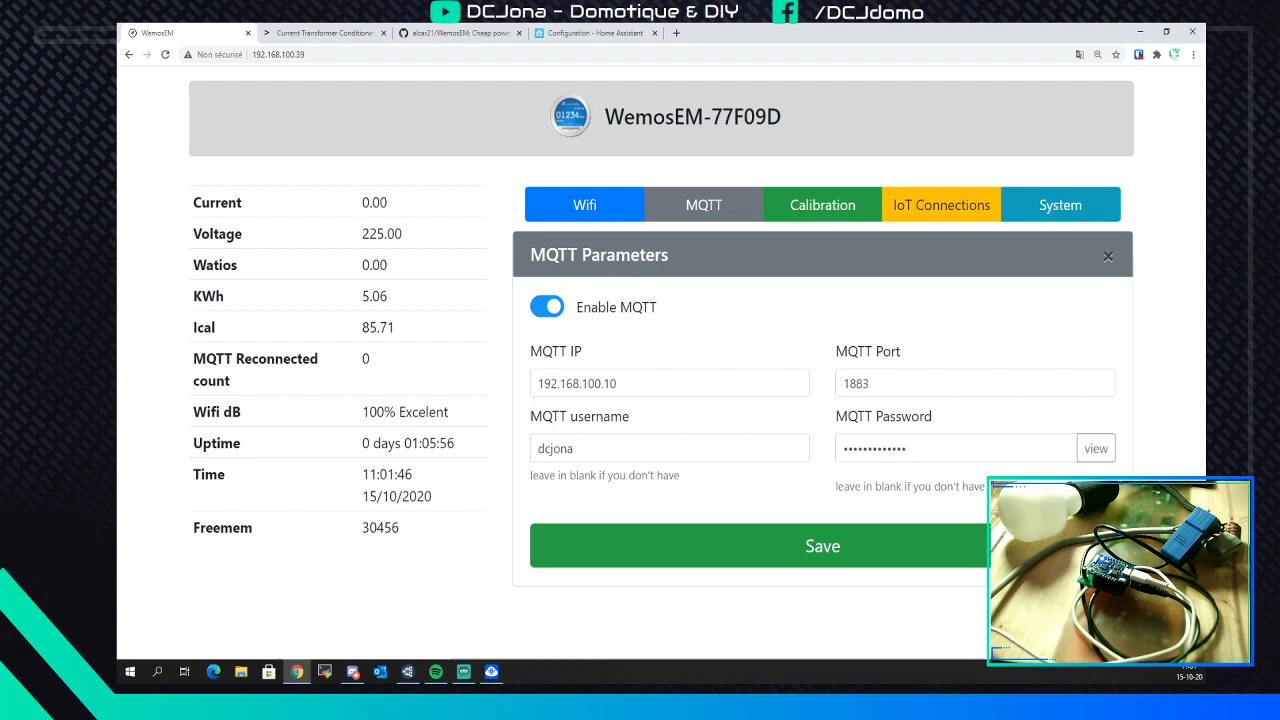 DCJona - Domotique & DIY
/DCJdomo
WemosEM
Current Transformer Conditione
alcar21/WemosEM: Cheap powe
Configuration - Home Assistant
Non sécurisé
192.168.100.39
01234
WemosEM-77F09D
Current 0.00
Voltage 225.00
Watios 0.00
KWh 5.06
Ical 85.71
MQTT Reconnected count 0
Wifi dB 100% Excelent
Uptime 0 days 01:05:56
Time 11:01:46
15/10/2020
Freemem 30456
Wifi MQTT Calibration IoT Connections System
MQTT Parameters ×
Enable MQTT
MQTT IP
192.168.100.10
MQTT Port
1883
MQTT username
dcjona
leave in blank if you don't have
MQTT Password
•••••••••••••
view
leave in blank if you don't have
Save
15-10-20